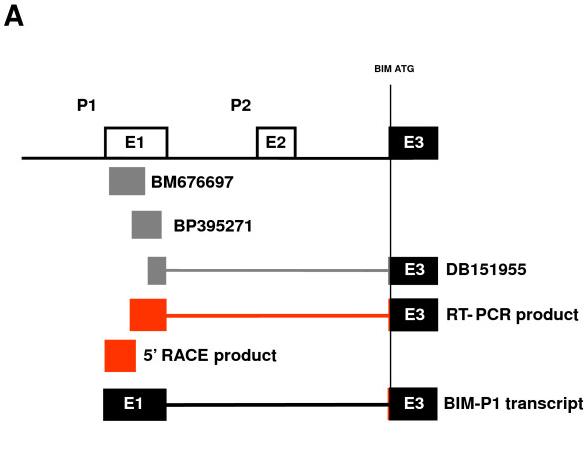 A
BIM ATG
P1 P2
E1 E2 E3
BM676697
BP395271
E3 DB151955
E3 RT-PCR product
5’ RACE product
E1 E3 BIM-P1 transcript